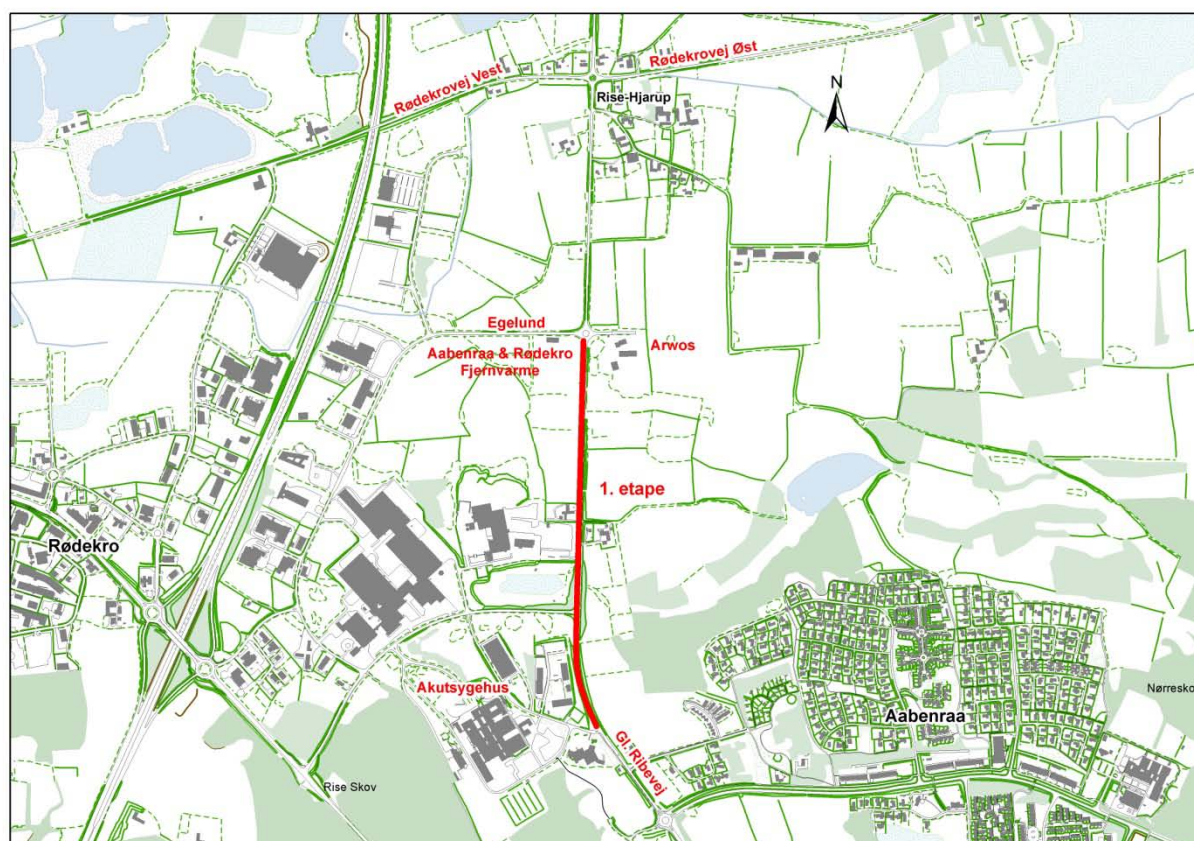 Rødekrovej Øst
Rødekrovej Vest
N
Rise-Hjarup
Egelund
Aabenraa & Rødekro
Fjernvarme
Arwos
1. etape
Rødekro
Akutsygehus
Nørresko
Aabenraa
Gl. Ribevej
Rise Skov